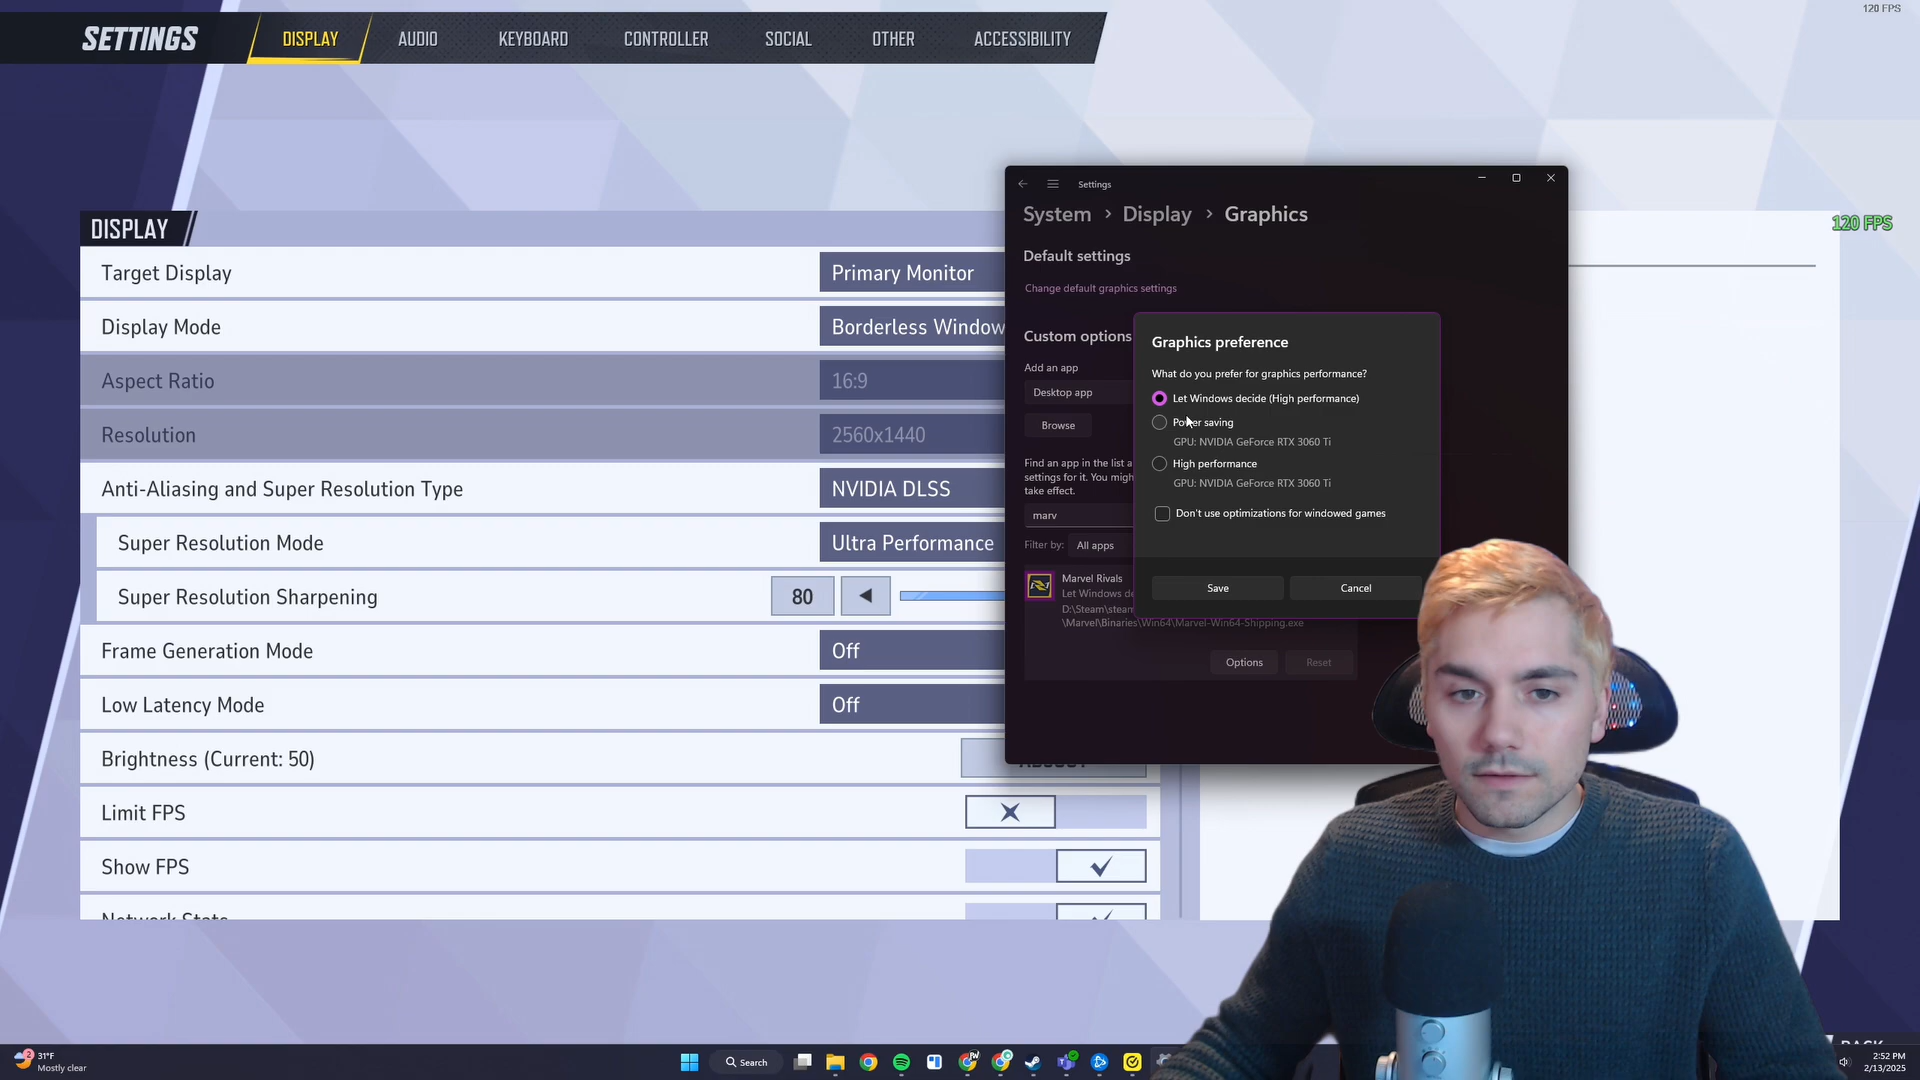 120 FPS
SETTINGS
DISPLAY
AUDIO
KEYBOARD
CONTROLLER
SOCIAL
OTHER
ACCESSIBILITY
DISPLAY
Target Display
Primary Monitor
Display Mode
Borderless Window
Aspect Ratio
16:9
Resolution
2560x1440
Anti-Aliasing and Super Resolution Type
NVIDIA DLSS
Super Resolution Mode
Ultra Performance
Super Resolution Sharpening
80
Frame Generation Mode
Off
Low Latency Mode
Off
Brightness (Current: 50)
Limit FPS
Show FPS
Network Stats
120 FPS
Settings
System > Display > Graphics
Default settings
Change default graphics settings
Custom options
Add an app
Desktop app
Browse
Find an app in the list a
settings for it. You migh
take effect.
marv
Filter by: All apps
Marvel Rivals
Let Windows de
D:\Steam\steam
\Marvel\Binaries\Win64\Marvel-Win64-Shipping.exe
Options
Reset
Graphics preference
What do you prefer for graphics performance?
Let Windows decide (High performance)
Power saving
GPU: NVIDIA GeForce RTX 3060 Ti
High performance
GPU: NVIDIA GeForce RTX 3060 Ti
Don't use optimizations for windowed games
Save
Cancel
2
31°F
Mostly clear
Search
2:52 PM
2/13/2025